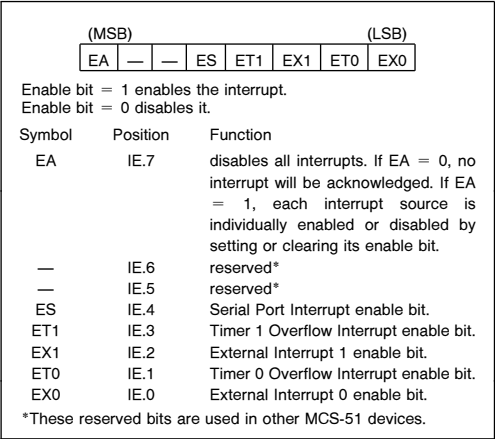 (MSB) (LSB)
EA — — ES ET1 EX1 ET0 EX0
Enable bit = 1 enables the interrupt.
Enable bit = 0 disables it.
Symbol Position Function
EA IE.7 disables all interrupts. If EA = 0, no
interrupt will be acknowledged. If EA
= 1, each interrupt source is
individually enabled or disabled by
setting or clearing its enable bit.
— IE.6 reserved*
— IE.5 reserved*
ES IE.4 Serial Port Interrupt enable bit.
ET1 IE.3 Timer 1 Overflow Interrupt enable bit.
EX1 IE.2 External Interrupt 1 enable bit.
ET0 IE.1 Timer 0 Overflow Interrupt enable bit.
EX0 IE.0 External Interrupt 0 enable bit.
*These reserved bits are used in other MCS-51 devices.